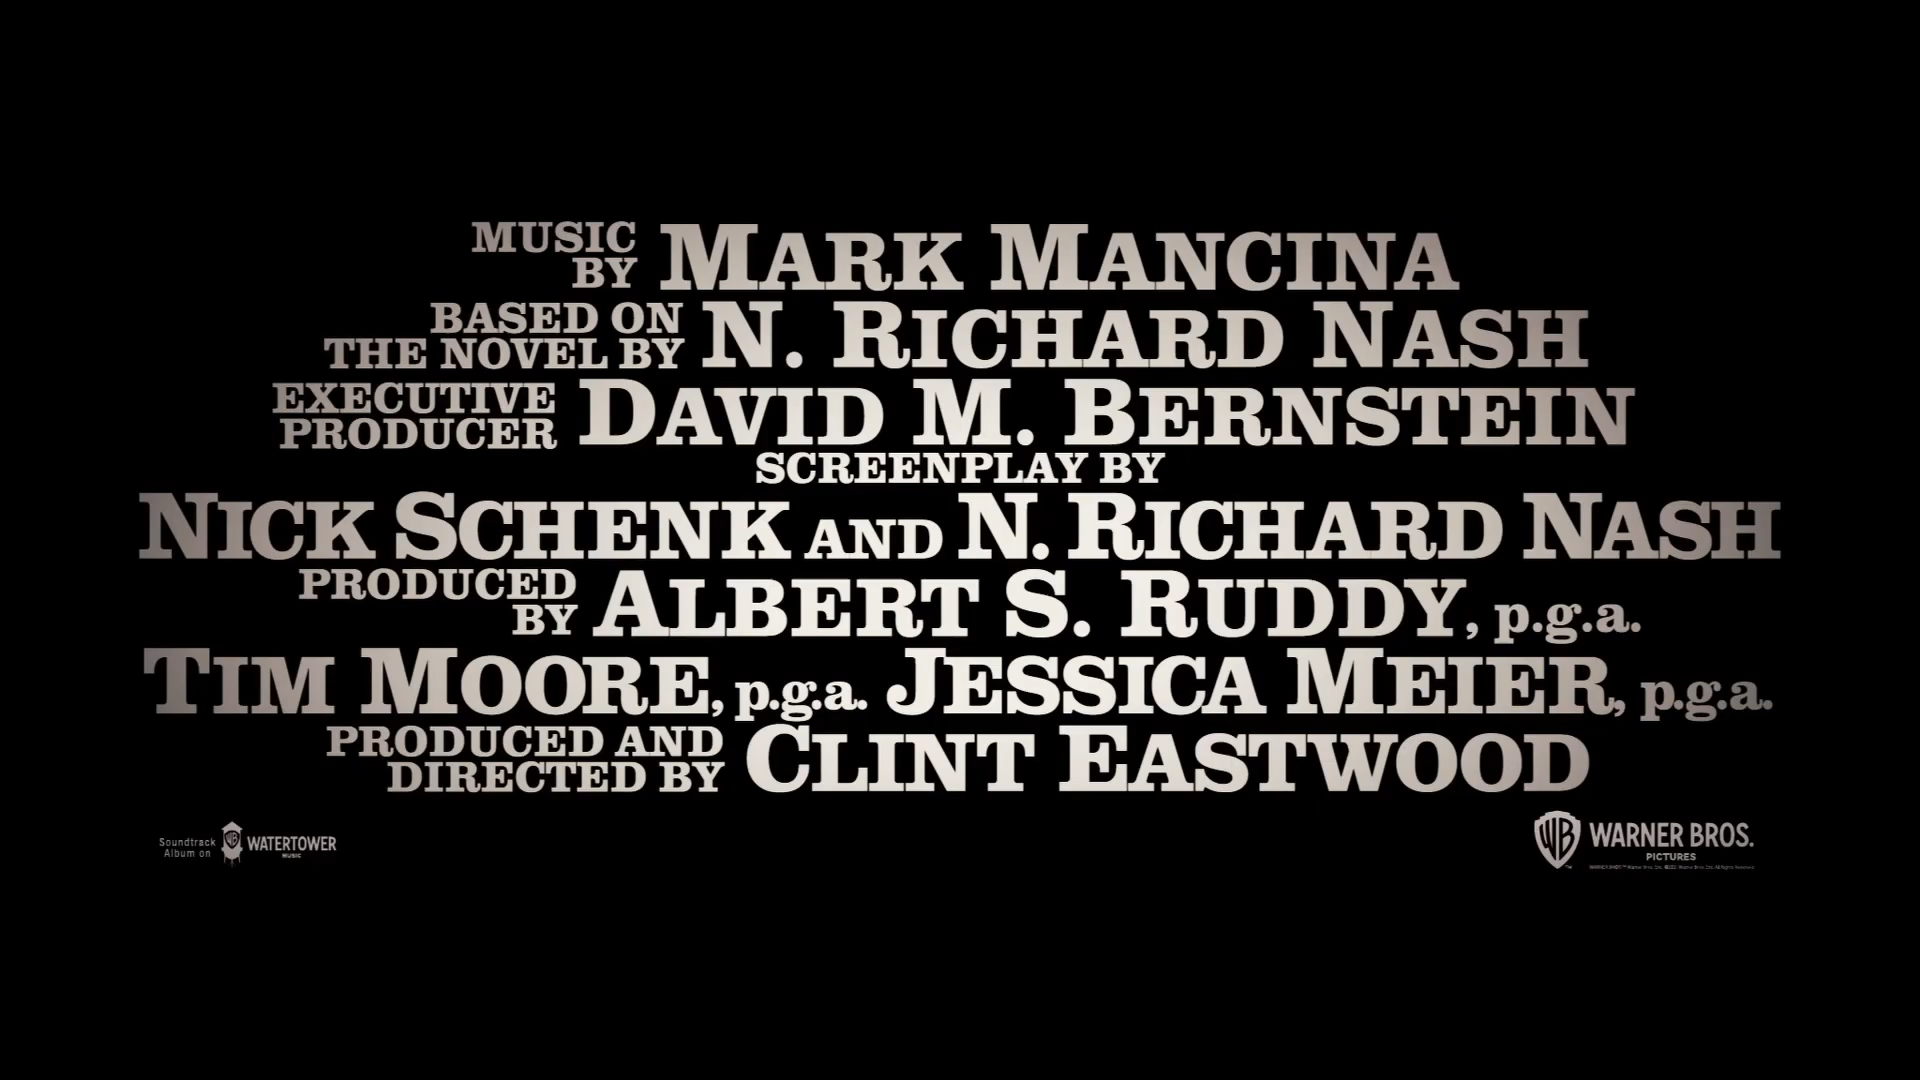 MUSIC BY MARK MANCINA
BASED ON THE NOVEL BY N. RICHARD NASH
EXECUTIVE PRODUCER DAVID M. BERNSTEIN
SCREENPLAY BY
NICK SCHENK AND N. RICHARD NASH
PRODUCED BY ALBERT S. RUDDY, p.g.a.
TIM MOORE, p.g.a. JESSICA MEIER, p.g.a.
PRODUCED AND DIRECTED BY CLINT EASTWOOD
Soundtrack Album on WB WATERTOWER MUSIC
WB WARNER BROS. PICTURES